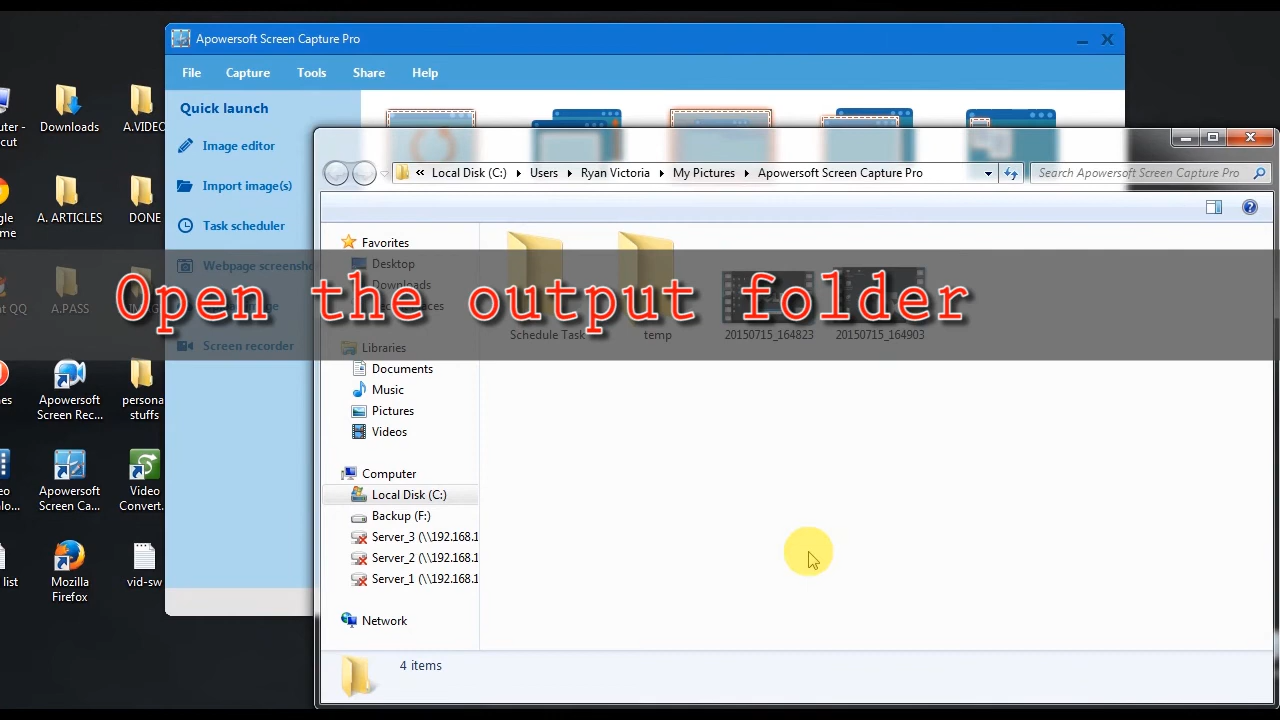 Apowersoft Screen Capture Pro
File Capture Tools Share Help
Quick launch
Image editor
Import image(s)
Task scheduler
Webpage screensho
Screen recorder
Local Disk (C:) Users Ryan Victoria My Pictures Apowersoft Screen Capture Pro
Search Apowersoft Screen Capture Pro
Favorites
Desktop
Downloads
Libraries
Documents
Music
Pictures
Videos
Computer
Local Disk (C:)
Backup (F:)
Server_3 (\\192.168.1
Server_2 (\\192.168.1
Server_1 (\\192.168.1
Network
Open the output folder
Schedule Task
temp
20150715_164823
20150715_164903
4 items
Downloads
A.VIDEO
A. ARTICLES
DONE
A.PASS
Apowersoft
Screen Rec...
persona
stuffs
Apowersoft
Screen Ca...
Video
Convert.
Mozilla
Firefox
vid-sw
list